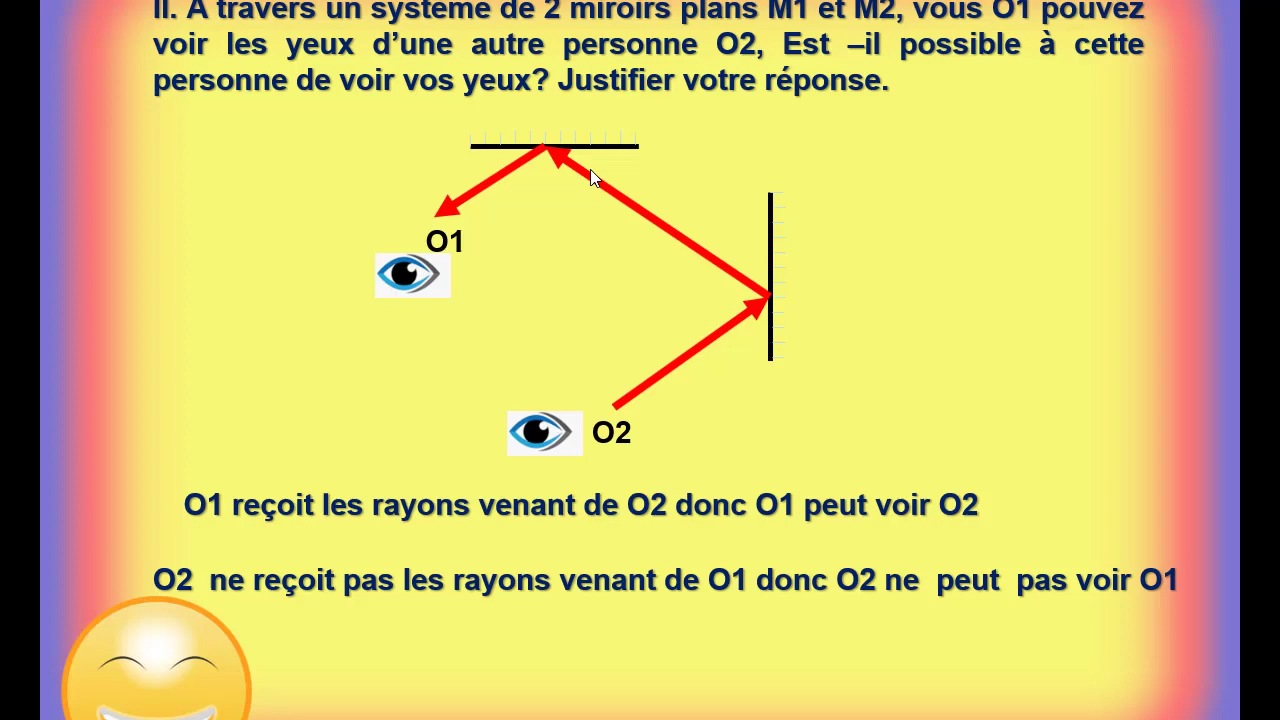 II. A travers un système de 2 miroirs plans M1 et M2, vous O1 pouvez
voir les yeux d’une autre personne O2, Est –il possible à cette
personne de voir vos yeux? Justifier votre réponse.
O1
O2
O1 reçoit les rayons venant de O2 donc O1 peut voir O2
O2 ne reçoit pas les rayons venant de O1 donc O2 ne peut pas voir O1